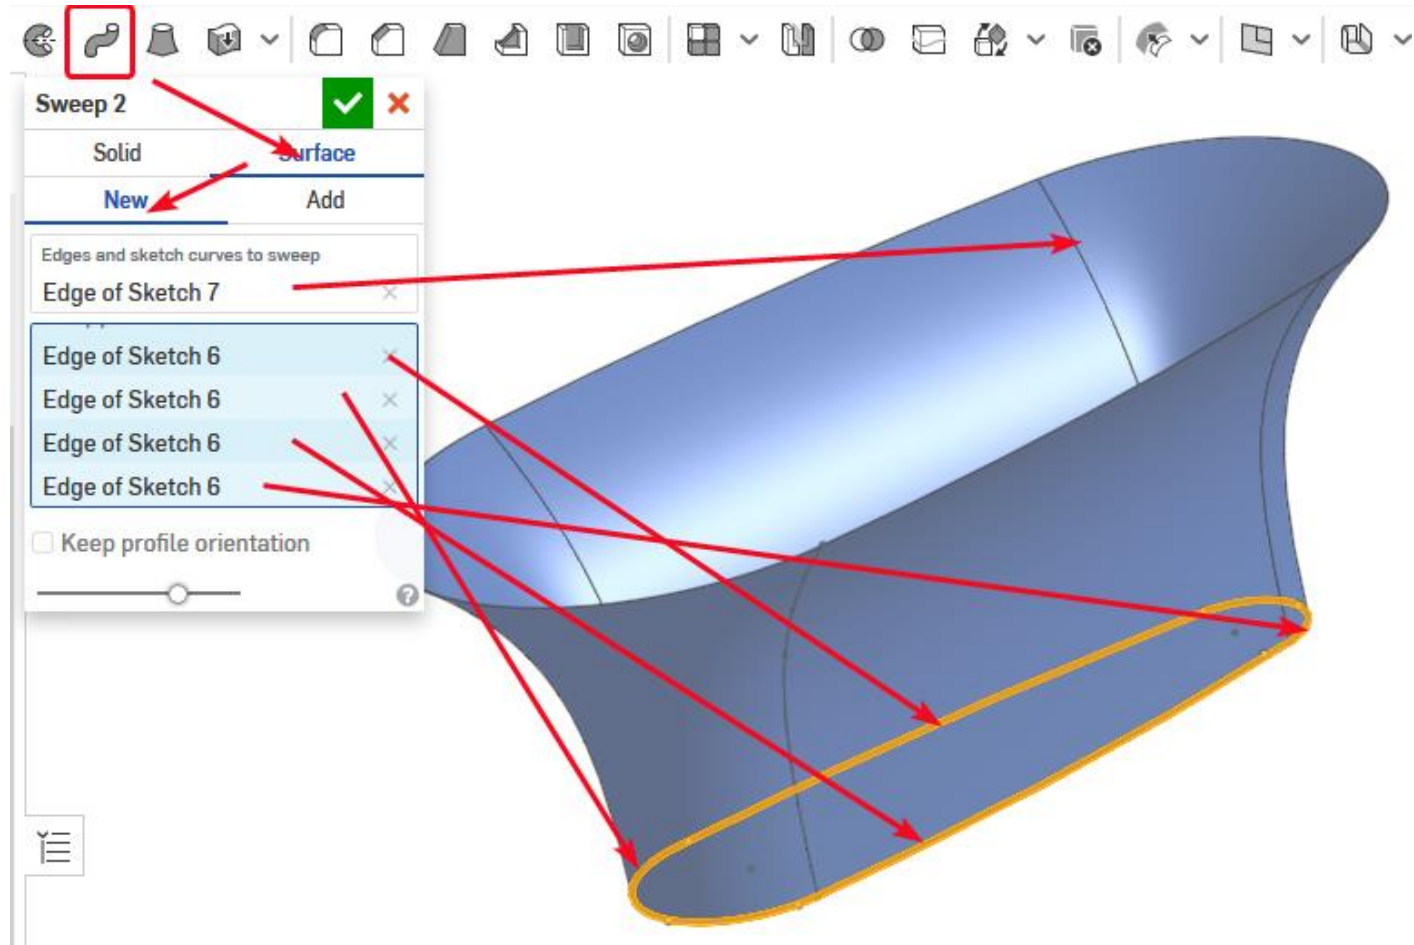 Sweep 2
Solid Surface
New Add
Edges and sketch curves to sweep
Edge of Sketch 7
Edge of Sketch 6
Edge of Sketch 6
Edge of Sketch 6
Edge of Sketch 6
Keep profile orientation
?